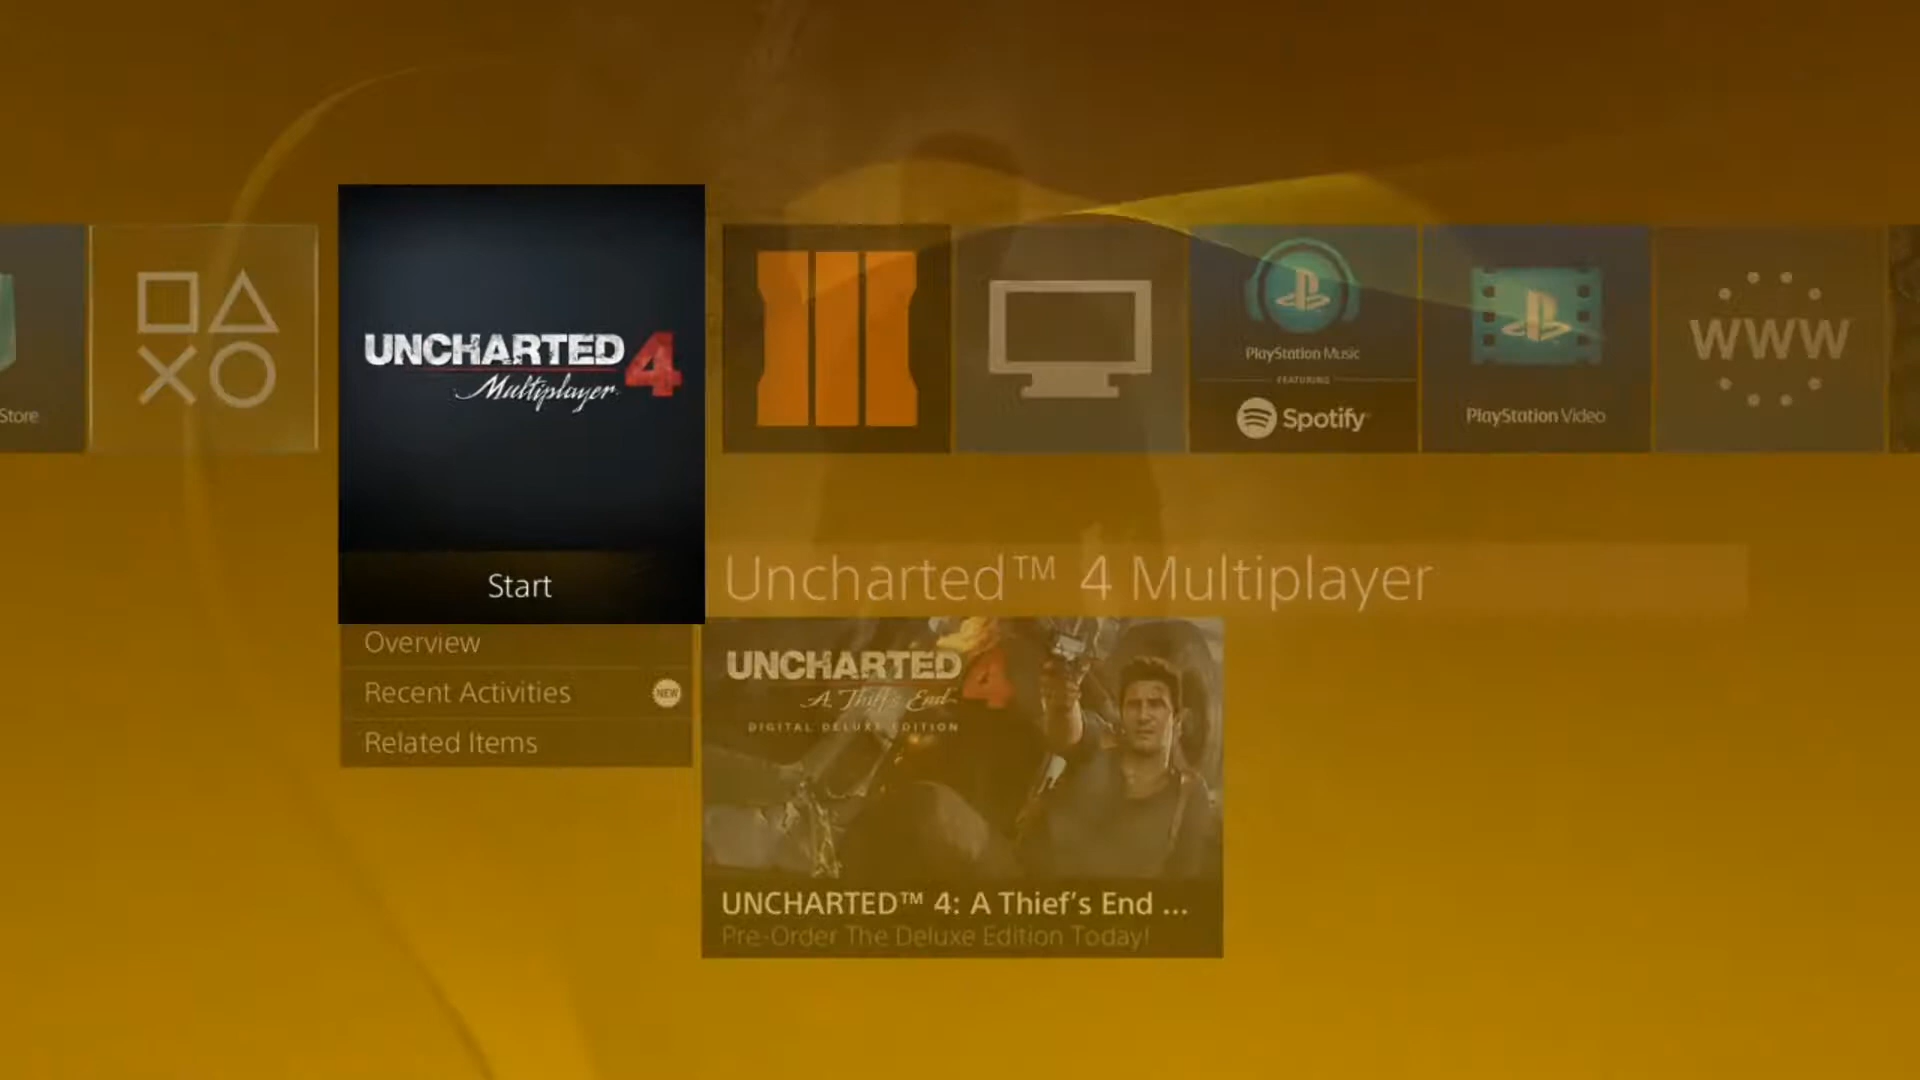 Store
UNCHARTED 4
Multiplayer
Start
PlayStation Music
FEATURING
Spotify
PlayStation Video
WWW
Uncharted™ 4 Multiplayer
Overview
Recent Activities NEW
Related Items
UNCHARTED 4
A Thief's End
DIGITAL DELUXE EDITION
UNCHARTED™ 4: A Thief's End ...
Pre-Order The Deluxe Edition Today!